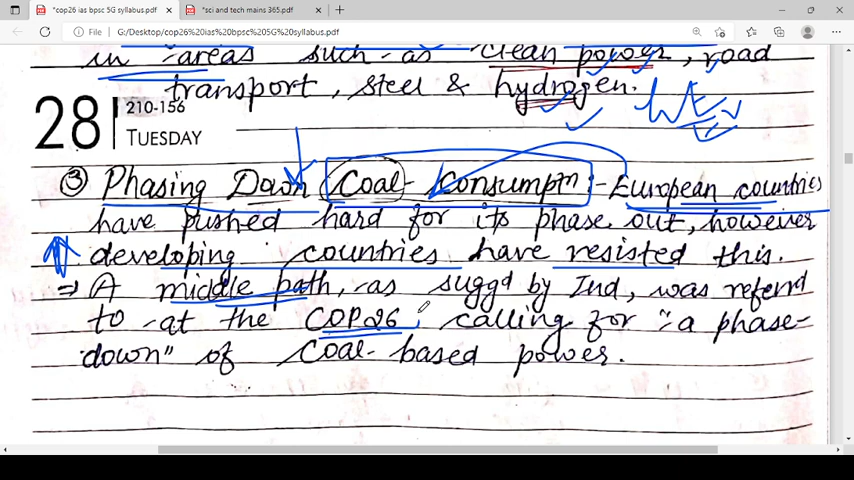 *cop26 ias bpsc 5G syllabus.pdf
*sci and tech mains 365.pdf
File | G:/Desktop/cop26%20ias%20bpsc%205G%20syllabus.pdf
in areas such as clean power, road
transport, steel & hydrogen.
28
210-156
TUESDAY
③ Phasing Down Coal- Consumpn :- European countries
have pushed hard for its phase out, however
developing countries have resisted this.
⇒ A middle path, as suggd by Ind, was referd
to at the COP26; calling for "a phase-
down" of Coal-based power.